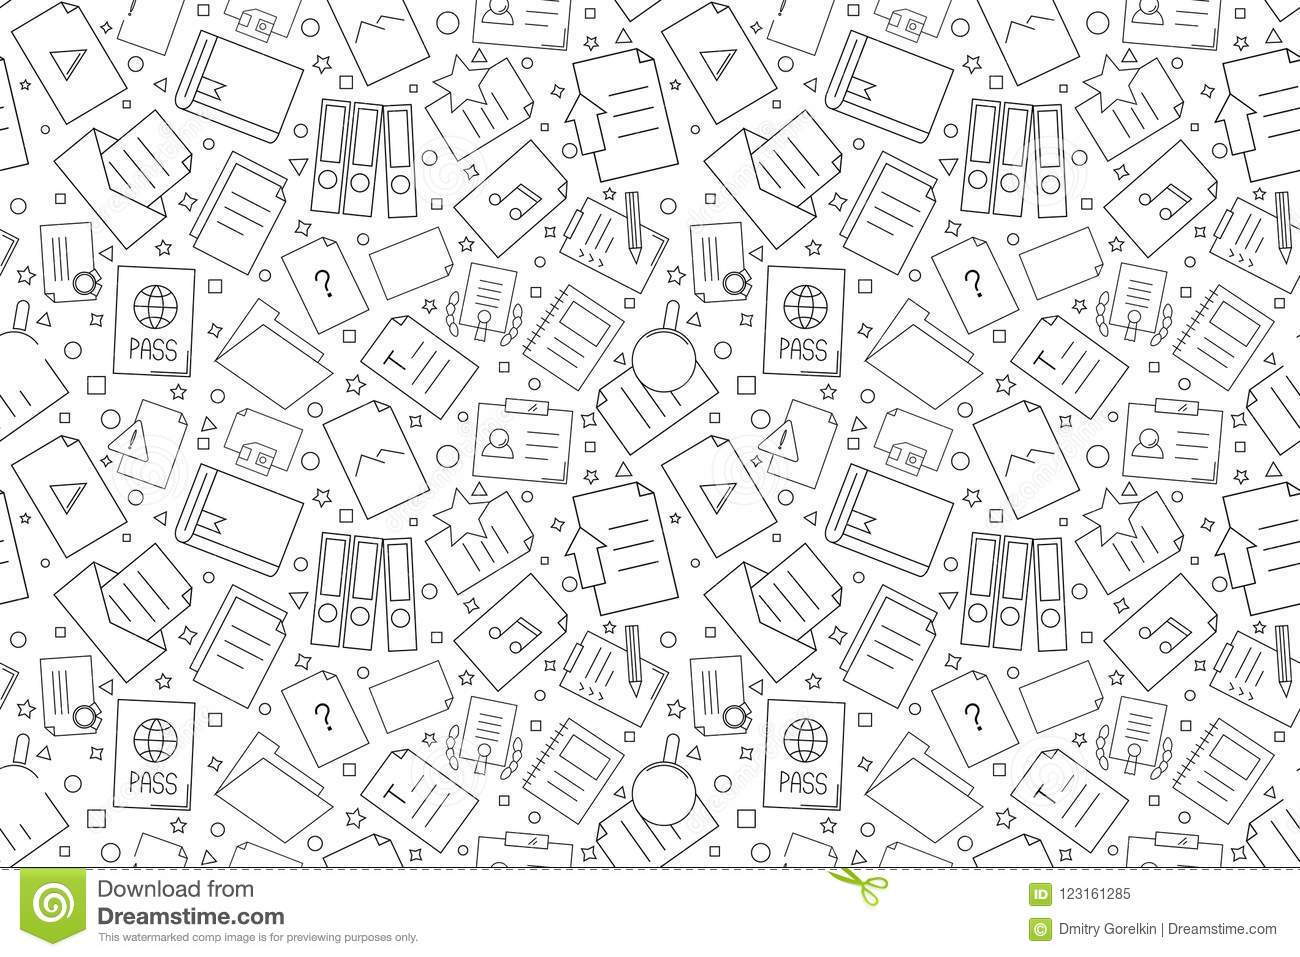 ?
?
T
T
PASS
PASS
?
?
T
T
PASS
PASS
Download from
Dreamstime.com
This watermarked comp image is for previewing purposes only.
ID 123161285
© Dmitry Gorelkin | Dreamstime.com